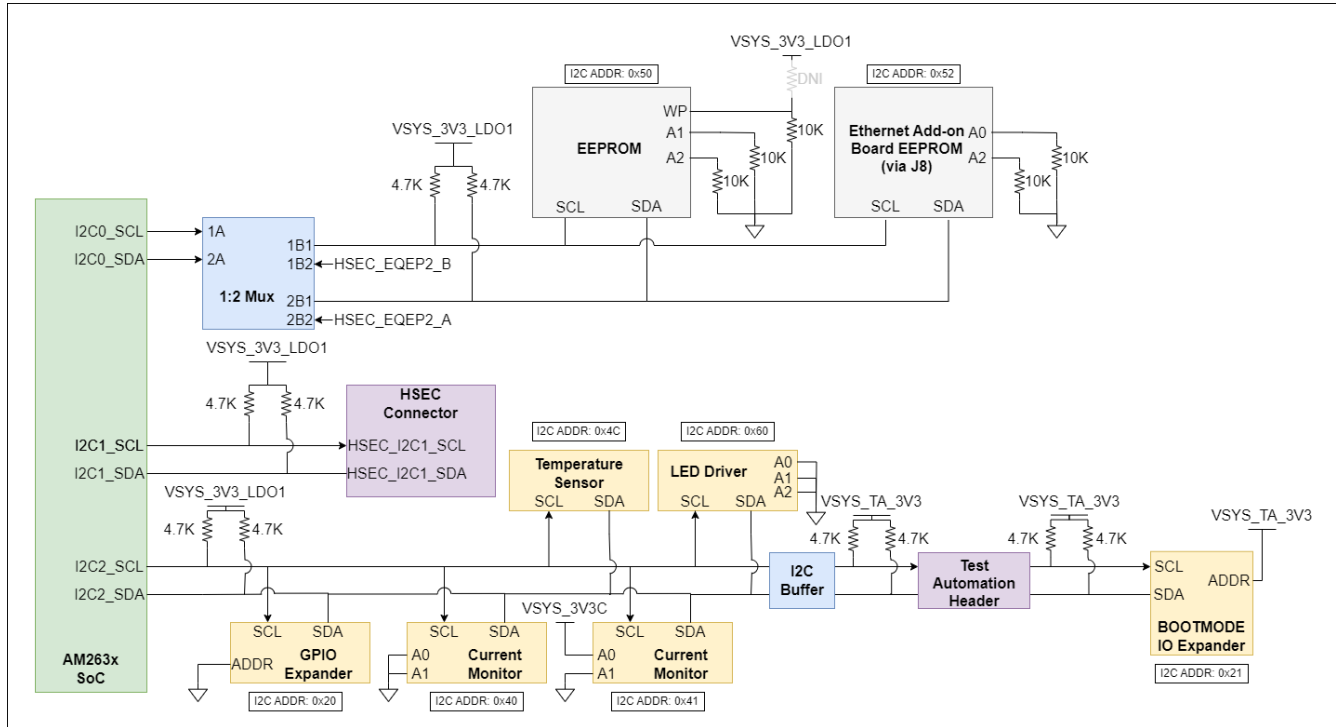 VSYS_3V3_LDO1
I2C ADDR: 0x50
DNI
I2C ADDR: 0x52
EEPROM
WP
A1
A2
10K
10K
10K
Ethernet Add-on
Board EEPROM
(via J8)
A0
A2
10K
10K
SCL
SDA
SCL
SDA
VSYS_3V3_LDO1
4.7K
4.7K
I2C0_SCL
I2C0_SDA
1A
2A
1:2 Mux
1B1
1B2
2B1
2B2
HSEC_EQEP2_B
HSEC_EQEP2_A
VSYS_3V3_LDO1
4.7K
4.7K
HSEC
Connector
HSEC_I2C1_SCL
HSEC_I2C1_SDA
I2C1_SCL
I2C1_SDA
I2C ADDR: 0x4C
Temperature
Sensor
SCL
SDA
I2C ADDR: 0x60
LED Driver
A0
A1
A2
SCL
SDA
VSYS_3V3_LDO1
4.7K
4.7K
I2C2_SCL
I2C2_SDA
I2C
Buffer
VSYS_TA_3V3
4.7K
4.7K
Test
Automation
Header
VSYS_TA_3V3
4.7K
4.7K
VSYS_TA_3V3
SCL
SDA
ADDR
BOOTMODE
IO Expander
I2C ADDR: 0x21
SCL
SDA
ADDR
GPIO
Expander
I2C ADDR: 0x20
SCL
SDA
A0
A1
Current
Monitor
I2C ADDR: 0x40
VSYS_3V3C
SCL
SDA
A0
A1
Current
Monitor
I2C ADDR: 0x41
AM263x
SoC